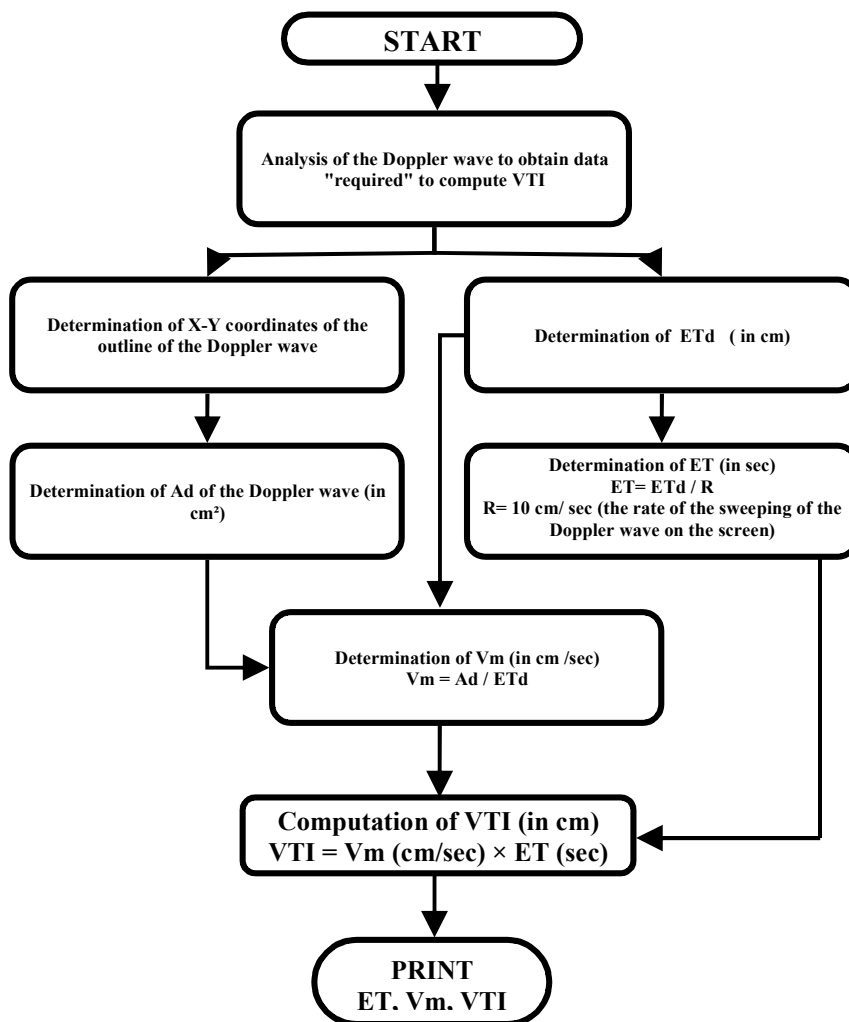 START
Analysis of the Doppler wave to obtain data
"required" to compute VTI
Determination of X-Y coordinates of the
outline of the Doppler wave
Determination of ETd ( in cm)
Determination of Ad of the Doppler wave (in
cm²)
Determination of ET (in sec)
ET= ETd / R
R= 10 cm/ sec (the rate of the sweeping of the
Doppler wave on the screen)
Determination of Vm (in cm /sec)
Vm = Ad / ETd
Computation of VTI (in cm)
VTI = Vm (cm/sec) × ET (sec)
PRINT
ET, Vm, VTI